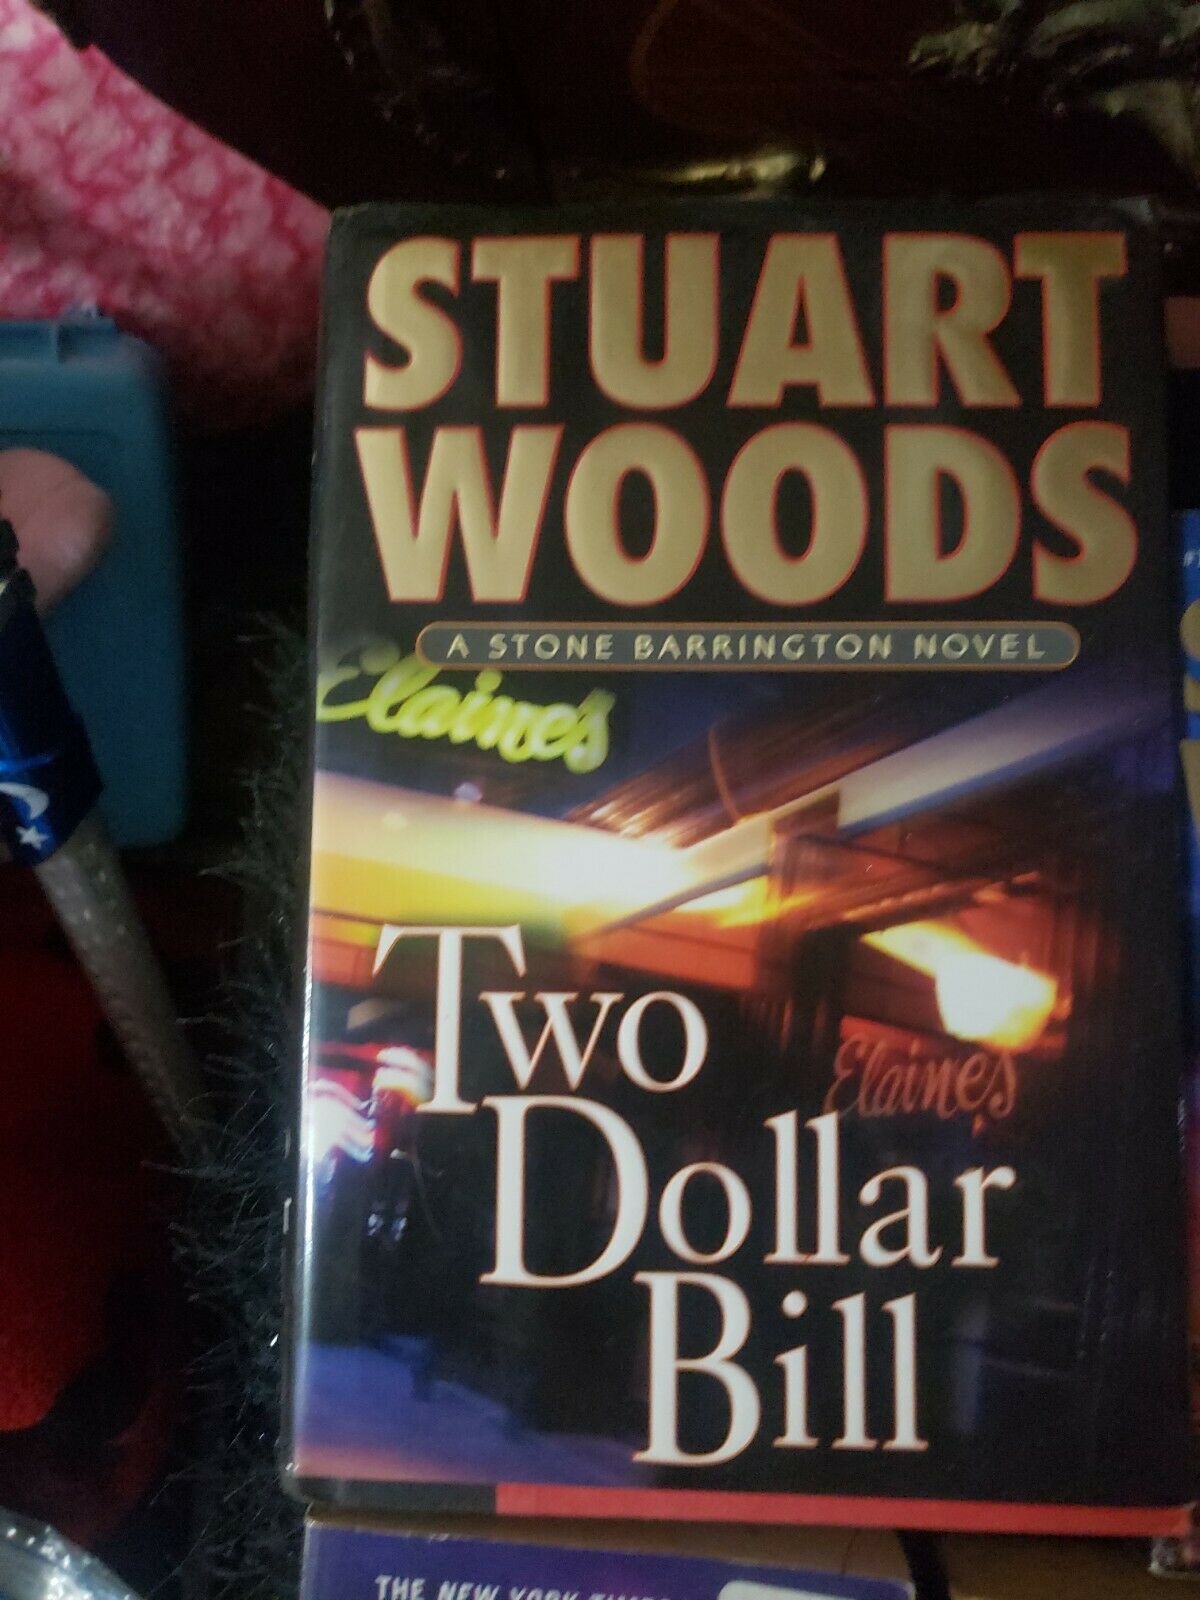 STUART
WOODS
A STONE BARRINGTON NOVEL
Elaine's
Two
Elaine's
Dollar
Bill
THE NEW YORK TIMES